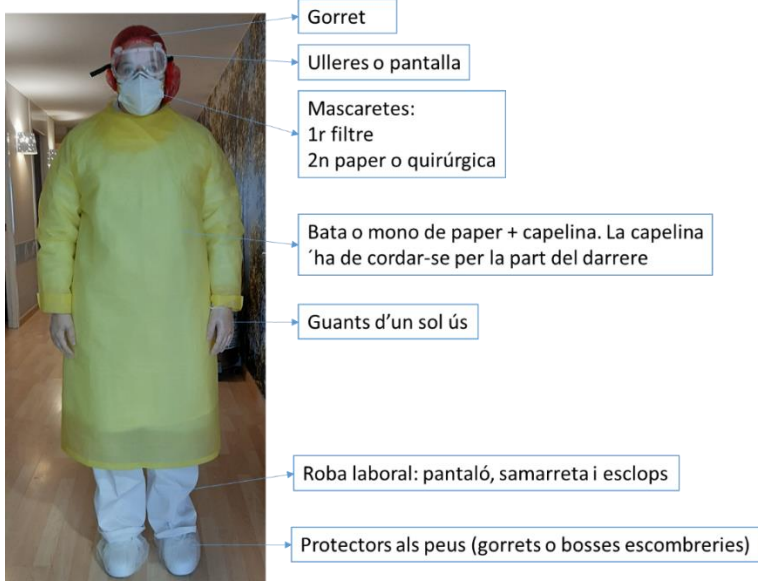 Gorret
Ulleres o pantalla
Mascaretes:
1r filtre
2n paper o quirúrgica
Bata o mono de paper + capelina. La capelina
´ha de cordar-se per la part del darrere
Guants d’un sol ús
Roba laboral: pantaló, samarreta i esclops
Protectors als peus (gorrets o bosses escombreries)